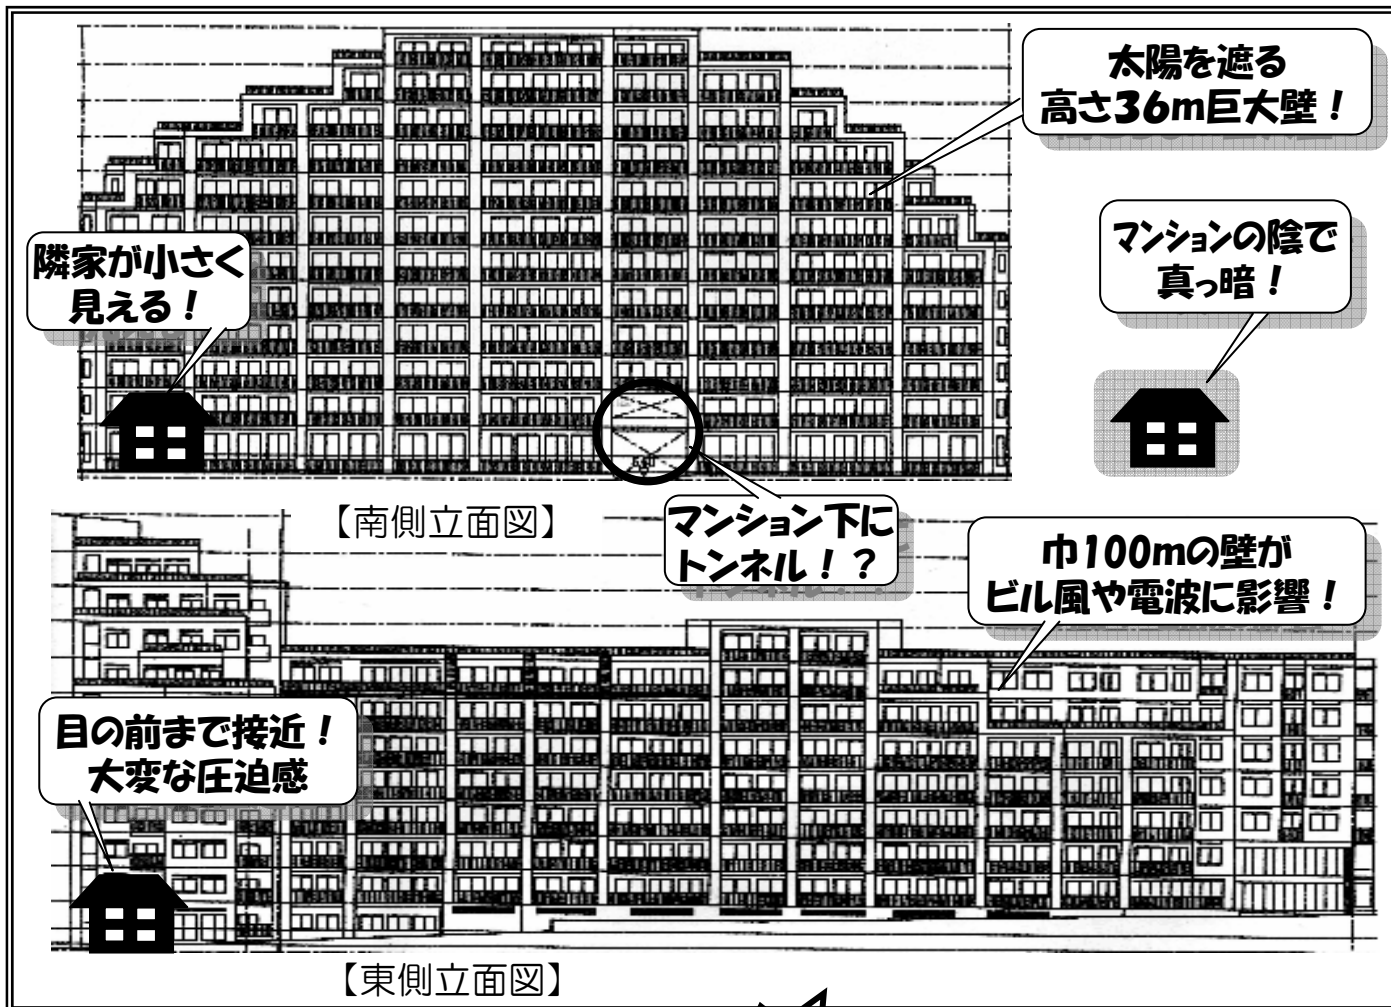 太陽を遮る
高さ36m巨大壁！
隣家が小さく
見える！
マンションの陰で
真っ暗！
【南側立面図】
マンション下に
トンネル！？
巾100mの壁が
ビル風や電波に影響！
目の前まで接近！
大変な圧迫感
【東側立面図】